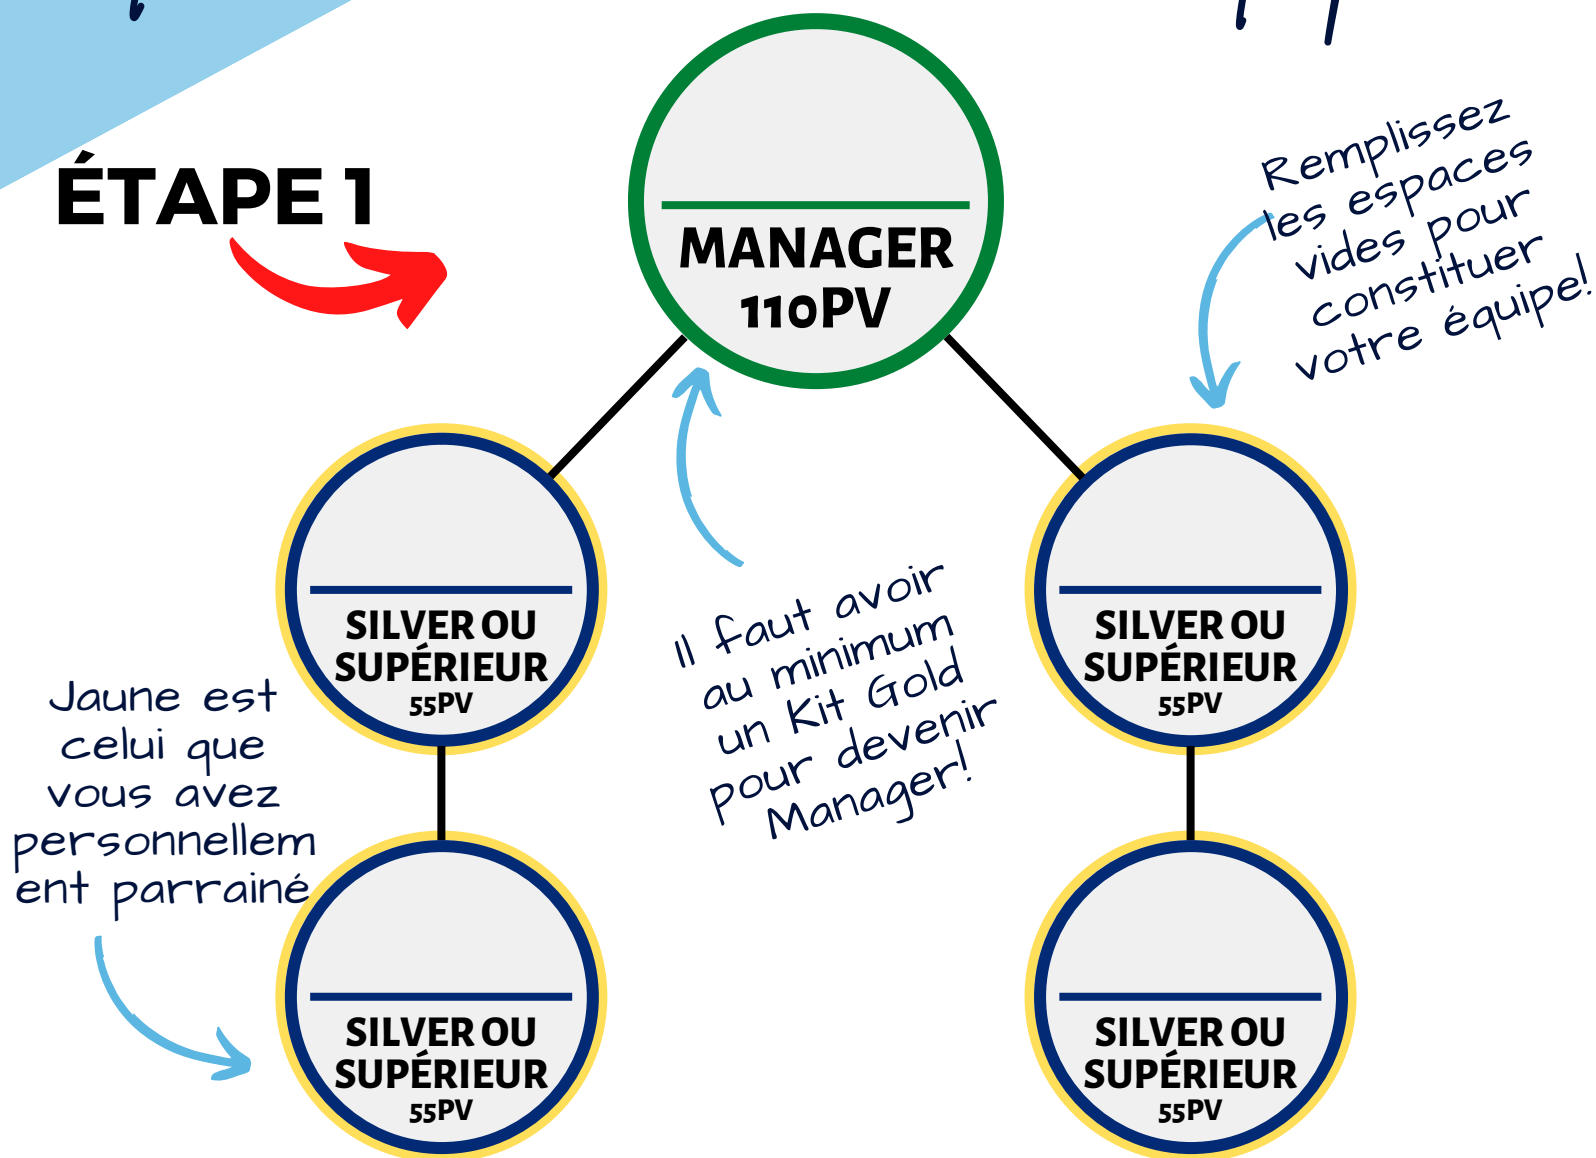 ÉTAPE 1
MANAGER
110PV
Remplissez
les espaces
vides pour
constituer
votre équipe!
SILVER OU
SUPÉRIEUR
55PV
SILVER OU
SUPÉRIEUR
55PV
Il faut avoir
au minimum
un Kit Gold
pour devenir
Manager!
Jaune est
celui que
vous avez
personnellem
ent parrainé
SILVER OU
SUPÉRIEUR
55PV
SILVER OU
SUPÉRIEUR
55PV